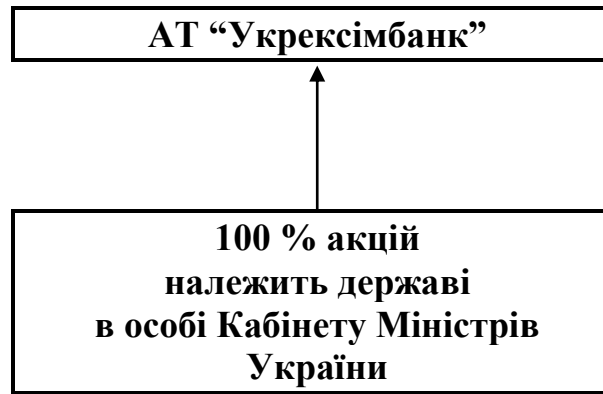 АТ “Укрексімбанк”
100 % акцій
належить державі
в особі Кабінету Міністрів
України